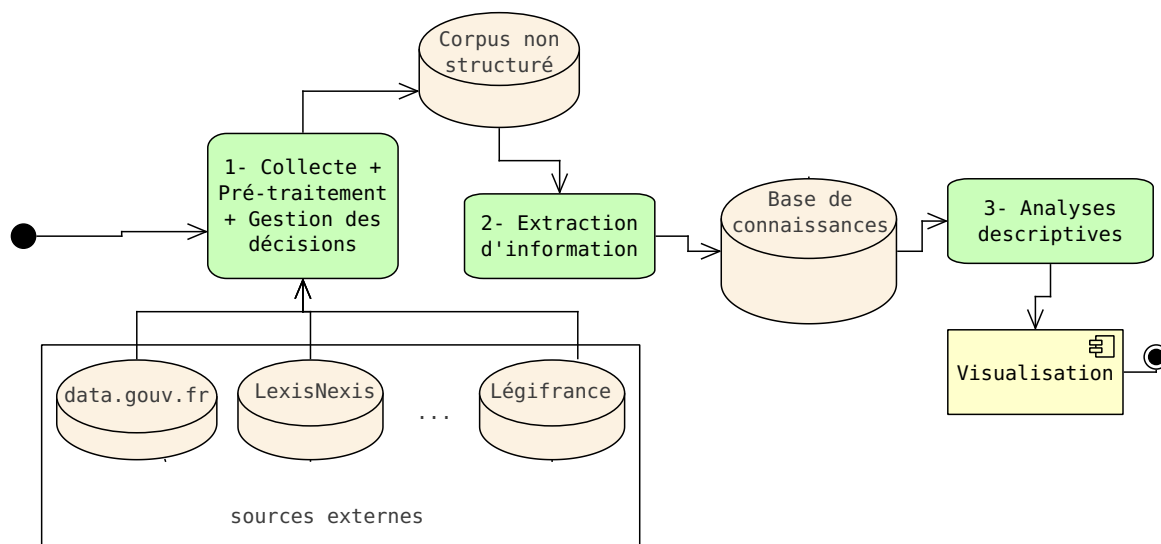 Corpus non
structuré
1- Collecte +
Pré-traitement
+ Gestion des
décisions
2- Extraction
d'information
Base de
connaissances
3- Analyses
descriptives
Visualisation
data.gouv.fr
LexisNexis
...
Légifrance
sources externes